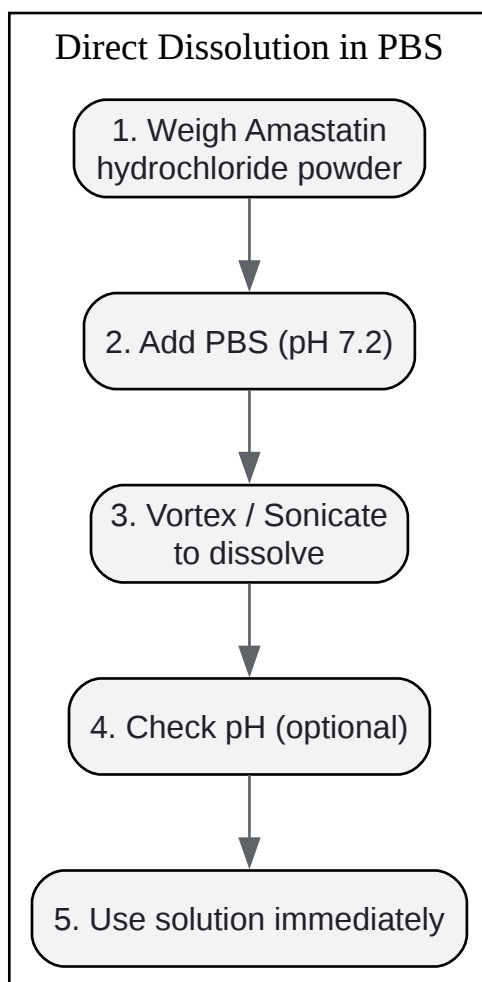 Direct Dissolution in PBS
1. Weigh Amastatin
hydrochloride powder
2. Add PBS (pH 7.2)
3. Vortex / Sonicate
to dissolve
4. Check pH (optional)
5. Use solution immediately